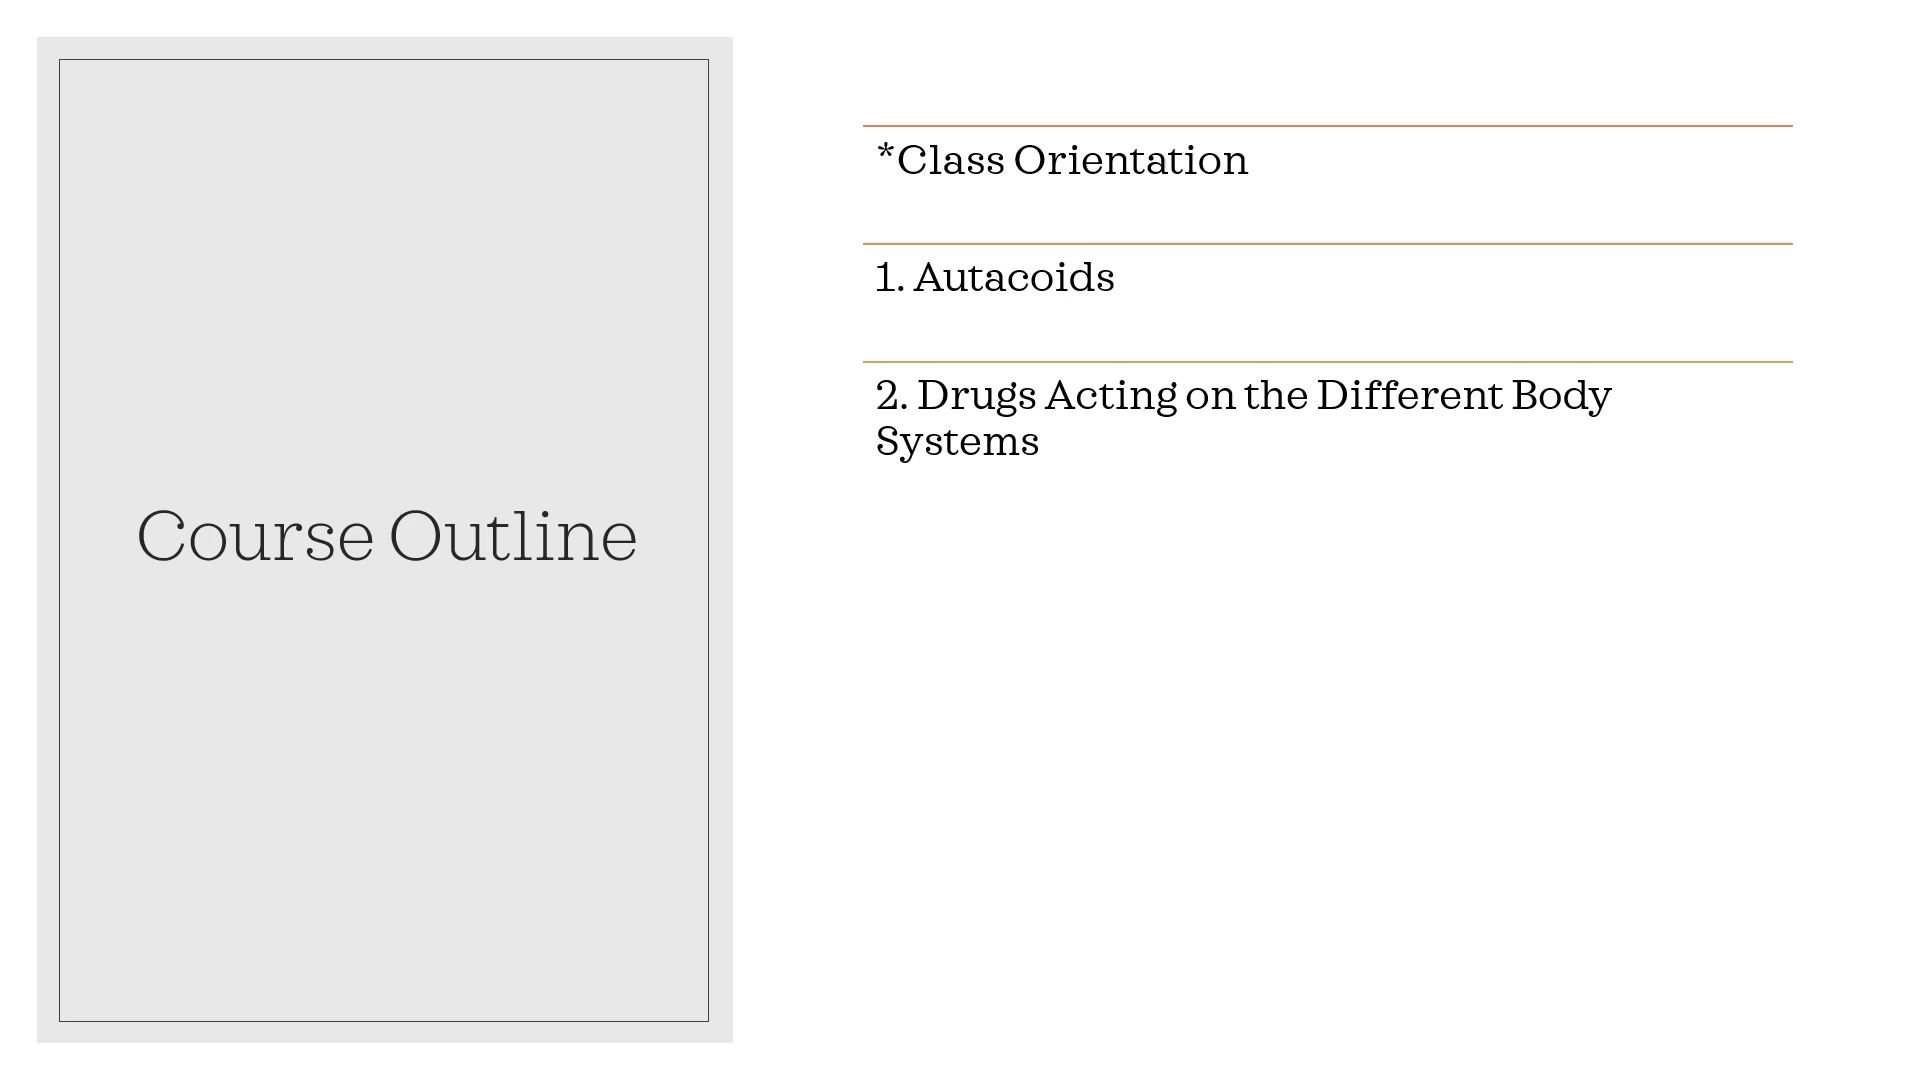 Course Outline
*Class Orientation
1. Autacoids
2. Drugs Acting on the Different Body
Systems